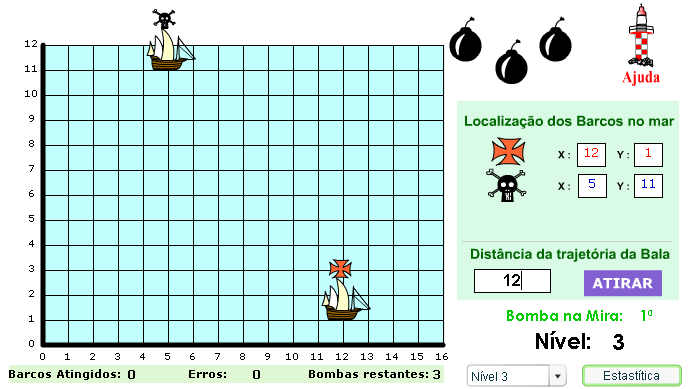 12
11
10
9
8
7
6
5
4
3
2
1
0
0 1 2 3 4 5 6 7 8 9 10 11 12 13 14 15 16
Barcos Atingidos: 0 Erros: 0 Bombas restantes: 3
Ajuda
Localização dos Barcos no mar
X: 12 Y: 1
X: 5 Y: 11
Distância da trajetória da Bala
12 ATIRAR
Bomba na Mira: 1ª
Nível: 3
Nível 3 Estastítica